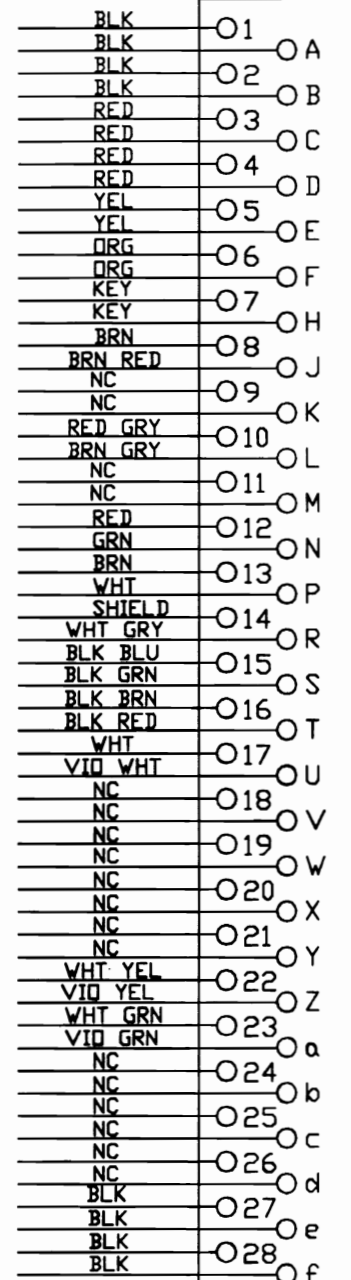 BLK 1
BLK A
BLK 2
BLK B
RED 3
RED C
RED 4
RED D
YEL 5
YEL E
ORG 6
ORG F
KEY 7
KEY H
BRN 8
BRN RED J
NC 9
NC K
RED GRY 10
BRN GRY L
NC 11
NC M
RED 12
GRN N
BRN 13
WHT P
SHIELD 14
WHT GRY R
BLK BLU 15
BLK GRN S
BLK BRN 16
BLK RED T
WHT 17
VIO WHT U
NC 18
NC V
NC 19
NC W
NC 20
NC X
NC 21
NC Y
WHT YEL 22
VIO YEL Z
WHT GRN 23
VIO GRN a
NC 24
NC b
NC 25
NC c
NC 26
NC d
BLK 27
BLK e
BLK 28
BLK f